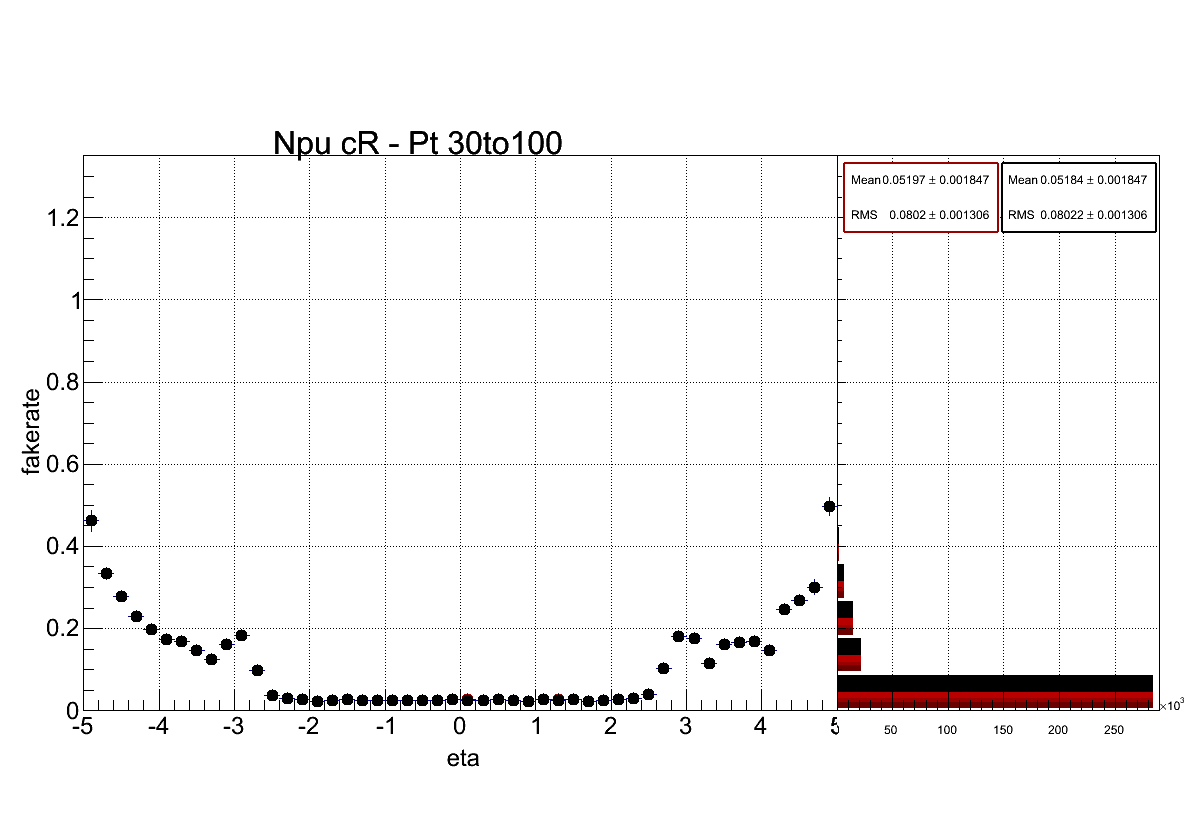 Npu cR - Pt 30to100
Mean 0.05197 ± 0.001847
RMS 0.0802 ± 0.001306
Mean 0.05184 ± 0.001847
RMS 0.08022 ± 0.001306
1.2
1
0.8
0.6
0.4
0.2
0
fakerate
-5 -4 -3 -2 -1 0 1 2 3 4 5
eta
50 100 150 200 250
×10³